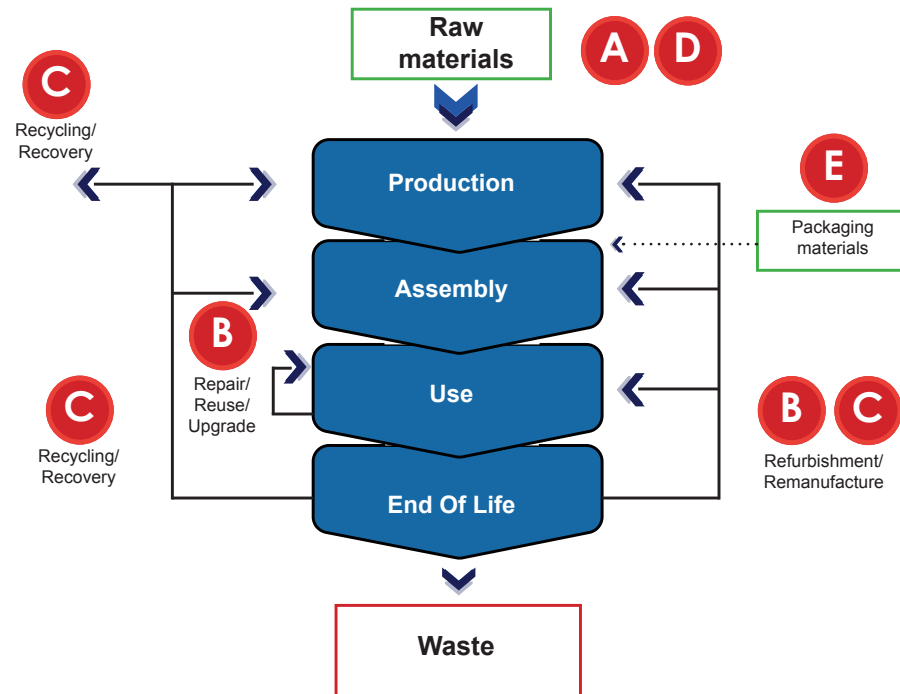 Raw
materials
A
D
C
Recycling/
Recovery
Production
E
Packaging
materials
Assembly
B
Repair/
Reuse/
Upgrade
Use
C
Recycling/
Recovery
B
C
Refurbishment/
Remanufacture
End Of Life
Waste